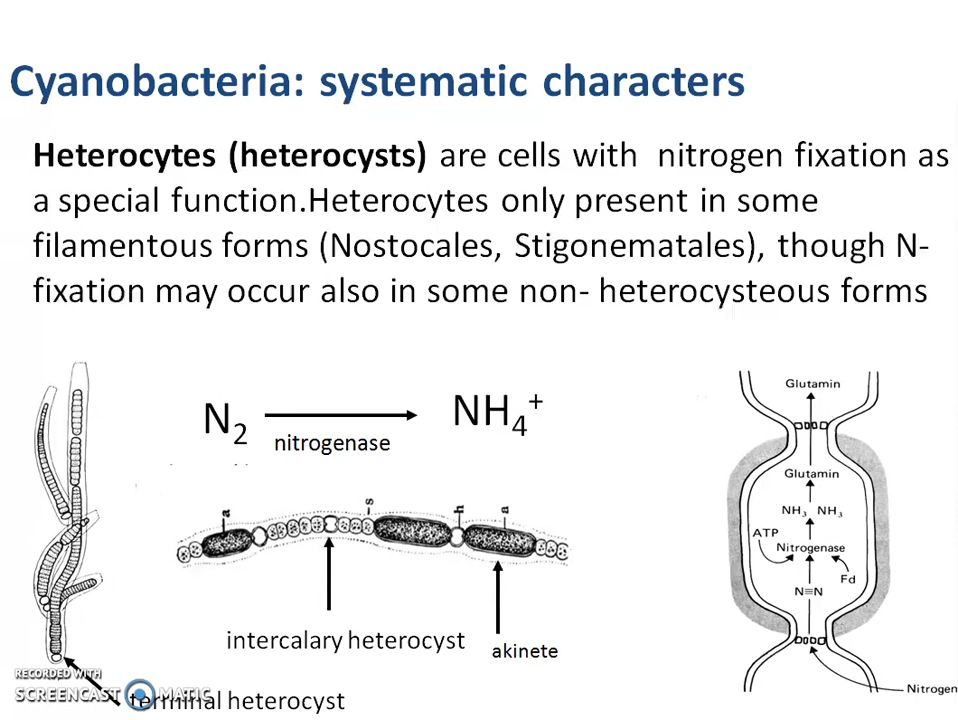 Cyanobacteria: systematic characters
Heterocytes (heterocysts) are cells with nitrogen fixation as
a special function.Heterocytes only present in some
filamentous forms (Nostocales, Stigonematales), though N-
fixation may occur also in some non- heterocysteous forms
N2 NH4+
nitrogenase
a s h a
intercalary heterocyst
akinete
terminal heterocyst
Glutamin
Glutamin
NH3 NH3
ATP
Nitrogenase
Fd
N≡N
Nitrogen
RECORDED WITH
SCREENCAST MATIC